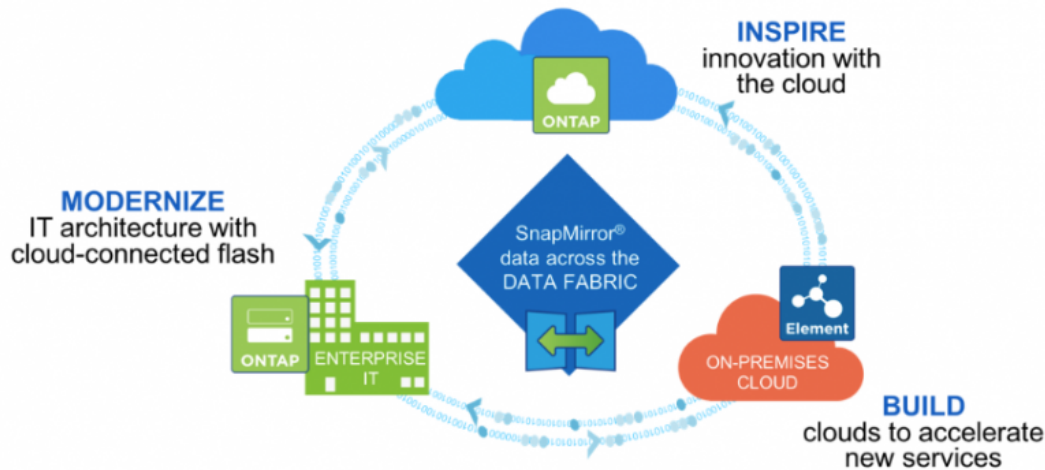 INSPIRE
innovation with
the cloud
ONTAP
MODERNIZE
IT architecture with
cloud-connected flash
SnapMirror®
data across the
DATA FABRIC
ONTAP
ENTERPRISE
IT
Element
ON-PREMISES
CLOUD
BUILD
clouds to accelerate
new services